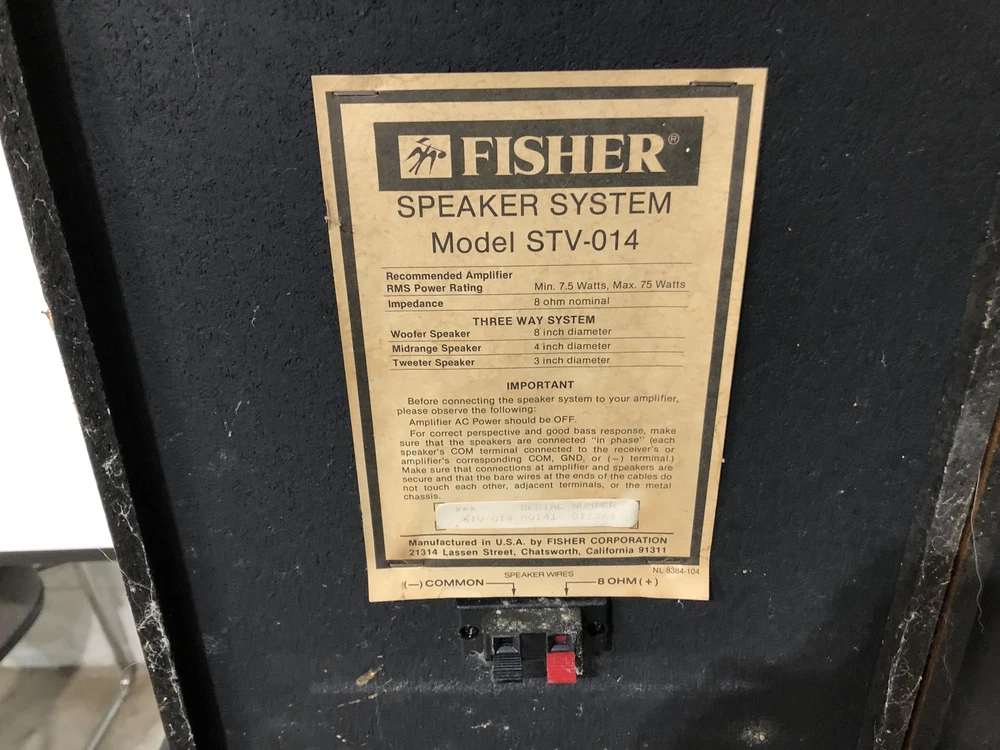 FISHER®
SPEAKER SYSTEM
Model STV-014
Recommended Amplifier
RMS Power Rating Min. 7.5 Watts, Max. 75 Watts
Impedance 8 ohm nominal
THREE WAY SYSTEM
Woofer Speaker 8 inch diameter
Midrange Speaker 4 inch diameter
Tweeter Speaker 3 inch diameter
IMPORTANT
Before connecting the speaker system to your amplifier,
please observe the following:
Amplifier AC Power should be OFF.
For correct perspective and good bass response, make
sure that the speakers are connected "in phase" (each
speaker's COM terminal connected to the receiver's or
amplifier's corresponding COM, GND, or (−) terminal.)
Make sure that connections at amplifier and speakers are
secure and that the bare wires at the ends of the cables do
not touch each other, adjacent terminals, or the metal
chassis.
SERIAL NUMBER
STV-014
Manufactured in U.S.A. by FISHER CORPORATION
21314 Lassen Street, Chatsworth, California 91311
NL 8384-104
SPEAKER WIRES
(—) COMMON 8 OHM (+)